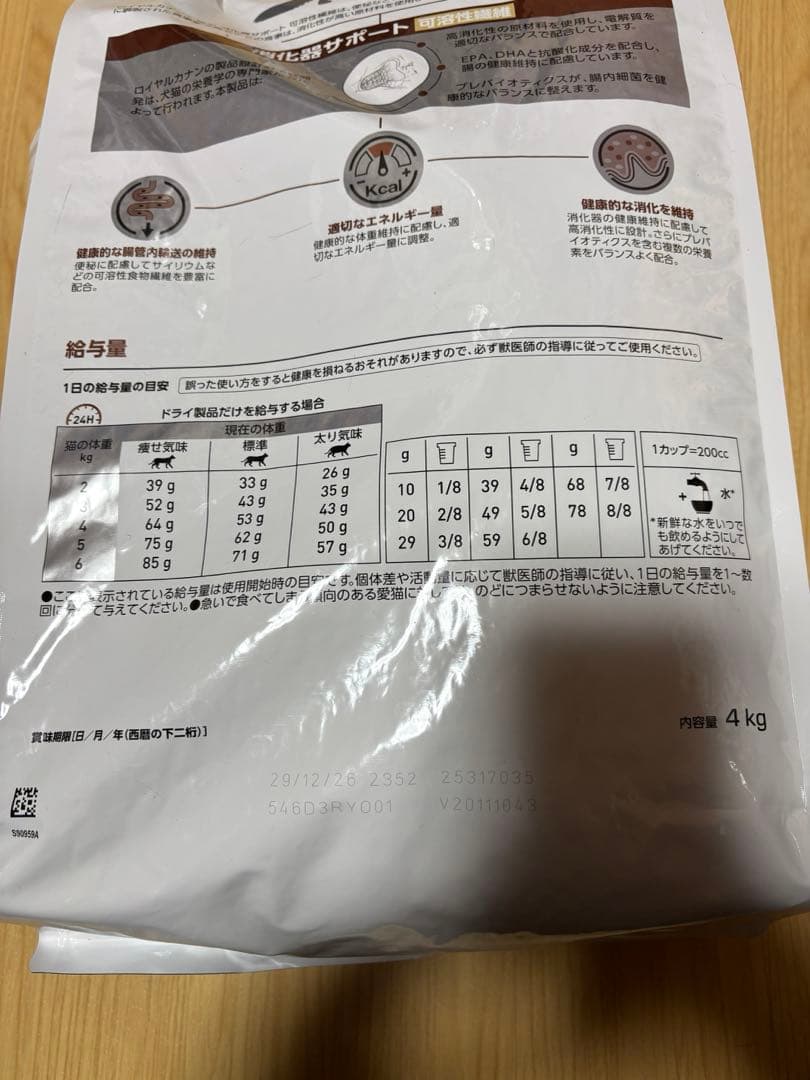 消化器サポート 可溶性繊維
ロイヤルカナンの製品
発は、犬猫の栄養学の専門家
よって行われます。本製品は、
高消化性の原材料を使用し、電解質を
適切なバランスで配合しています。
EPA、DHAと抗酸化成分を配合し、
腸の健康維持に配慮しています。
プレバイオティクスが、腸内細菌を健
康的なバランスに整えます。
Kcal
健康的な腸管内輸送の維持
便秘に配慮してサイリウムな
どの可溶性食物繊維を豊富に
配合。
適切なエネルギー量
健康的な体重維持に配慮し、適
切なエネルギー量に調整。
健康的な消化を維持
消化器の健康維持に配慮して
高消化性に設計。さらにプレバ
イオティクスを含む複数の栄養
素をバランスよく配合。
給与量
1日の給与量の目安 誤った使い方をすると健康を損ねるおそれがありますので、必ず獣医師の指導に従ってご使用ください。
24H ドライ製品だけを給与する場合
猫の体重 kg 現在の体重
痩せ気味 標準 太り気味
2 39 g 33 g 26 g
3 52 g 43 g 35 g
4 64 g 53 g 43 g
5 75 g 62 g 50 g
6 85 g 71 g 57 g
g g g
10 1/8 39 4/8 68 7/8
20 2/8 49 5/8 78 8/8
29 3/8 59 6/8
1カップ=200cc
+ 水*
*新鮮な水をいつで
も飲めるようにして
あげてください。
●ここ 表示されている給与量は使用開始時の目安です。個体差や活動量に応じて獣医師の指導に従い、1日の給与量を1~数
回に て与えてください。●急いで食べてしまう傾向のある愛猫に のどにつまらせないように注意してください。
内容量 4 kg
賞味期限[日/月/年(西暦の下二桁)]
29/12/26 2352 25317035
546D3RYO01 V20111043
S90959A